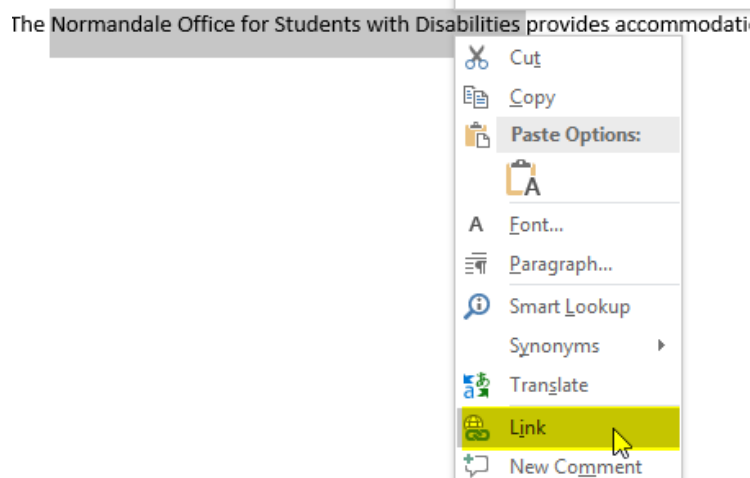 The Normandale Office for Students with Disabilities provides accommodati
Cut
Copy
Paste Options:
A
A Font...
Paragraph...
Smart Lookup
Synonyms
Translate
Link
New Comment